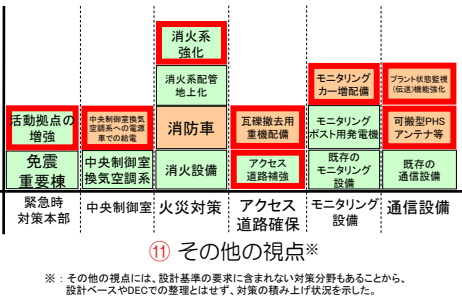 消火系
強化
消火系配管
地上化
モニタリング
カー増配備
プラント状態監視
(伝送)機能強化
活動拠点の
増強
中央制御室換気
空調系への電源
車での給電
消防車
瓦礫撤去用
重機配備
モニタリング
ポスト用発電機
可搬型PHS
アンテナ等
免震
重要棟
中央制御室
換気空調系
消火設備
アクセス
道路補強
既存の
モニタリング
設備
既存の
通信設備
緊急時
対策本部
中央制御室
火災対策
アクセス
道路確保
モニタリング
設備
通信設備
⑪ その他の視点※
※：その他の視点には、設計基準の要求に含まれない対策分野もあることから、
設計ベースやDECでの整理とはせず、対策の積み上げ状況を示した。